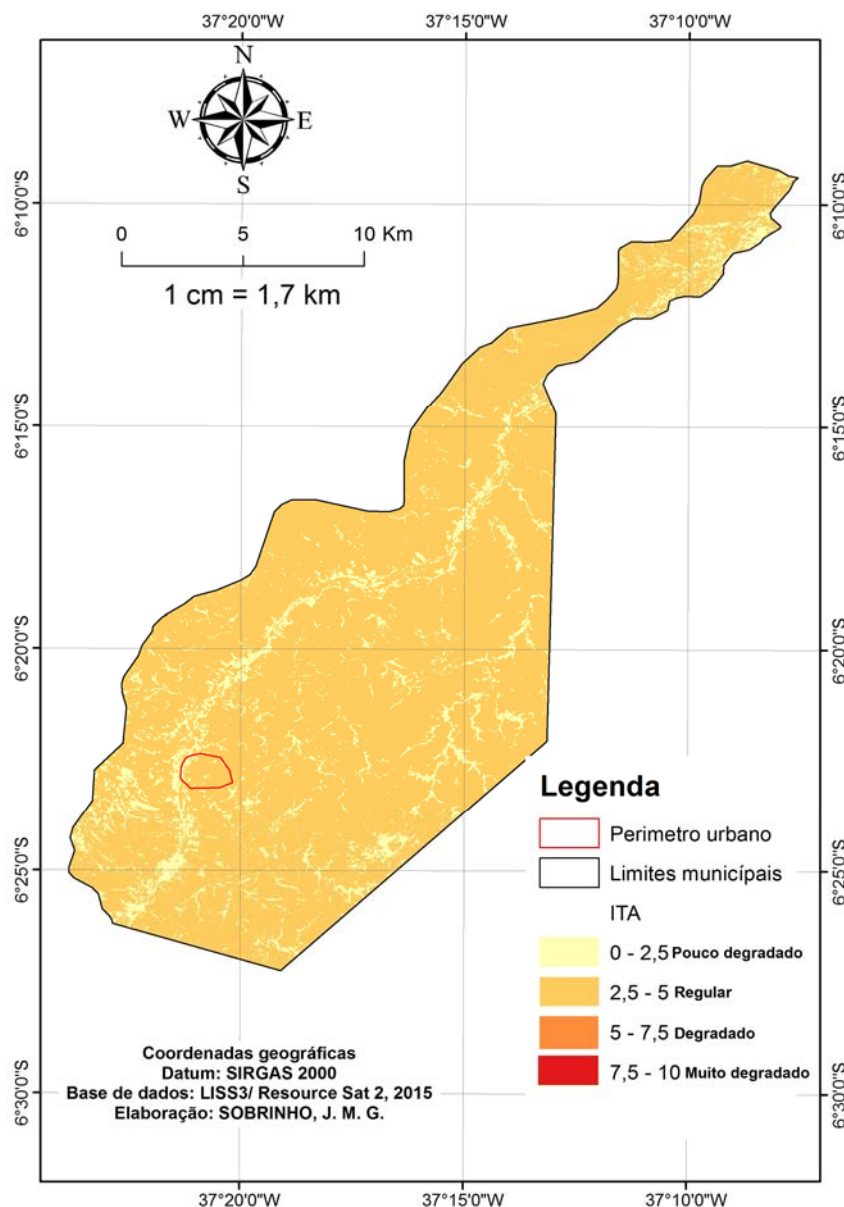 37°20'0"W 37°15'0"W 37°10'0"W
N
W E
S
6°10'0"S 6°10'0"S
0 5 10 Km
1 cm = 1,7 km
6°15'0"S 6°15'0"S
6°20'0"S 6°20'0"S
Legenda
Perimetro urbano
Limites municípais
6°25'0"S 6°25'0"S
ITA
0 - 2,5 Pouco degradado
2,5 - 5 Regular
5 - 7,5 Degradado
7,5 - 10 Muito degradado
Coordenadas geográficas
Datum: SIRGAS 2000
Base de dados: LISS3/ Resource Sat 2, 2015
Elaboração: SOBRINHO, J. M. G.
6°30'0"S 6°30'0"S
37°20'0"W 37°15'0"W 37°10'0"W